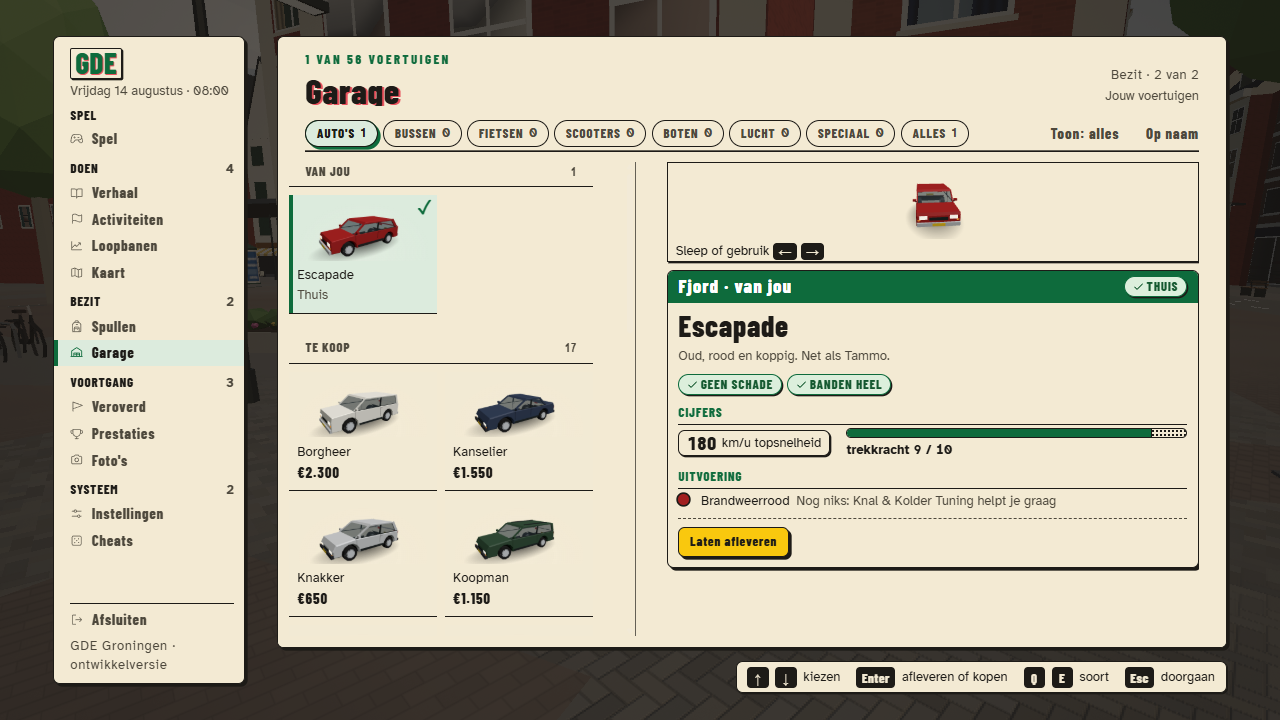 GDE
Vrijdag 14 augustus · 08:00
SPEL
Spel
DOEN 4
Verhaal
Activiteiten
Loopbanen
Kaart
BEZIT 2
Spullen
Garage
VOORTGANG 3
Veroverd
Prestaties
Foto's
SYSTEEM 2
Instellingen
Cheats
Afsluiten
GDE Groningen ·
ontwikkelversie
1 VAN 56 VOERTUIGEN
Garage
Bezit · 2 van 2
Jouw voertuigen
AUTO'S 1 BUSSEN 0 FIETSEN 0 SCOOTERS 0 BOTEN 0 LUCHT 0 SPECIAAL 0 ALLES 1 Toon: alles Op naam
VAN JOU 1
Escapade
Thuis
TE KOOP 17
Borgheer Kanselier
€2.300 €1.550
Knakker Koopman
€650 €1.150
Sleep of gebruik ← →
Fjord · van jou ✓ THUIS
Escapade
Oud, rood en koppig. Net als Tammo.
✓ GEEN SCHADE ✓ BANDEN HEEL
CIJFERS
180 km/u topsnelheid
trekkracht 9 / 10
UITVOERING
Brandweerrood Nog niks: Knal & Kolder Tuning helpt je graag
Laten afleveren
↑ ↓ kiezen Enter afleveren of kopen Q E soort Esc doorgaan